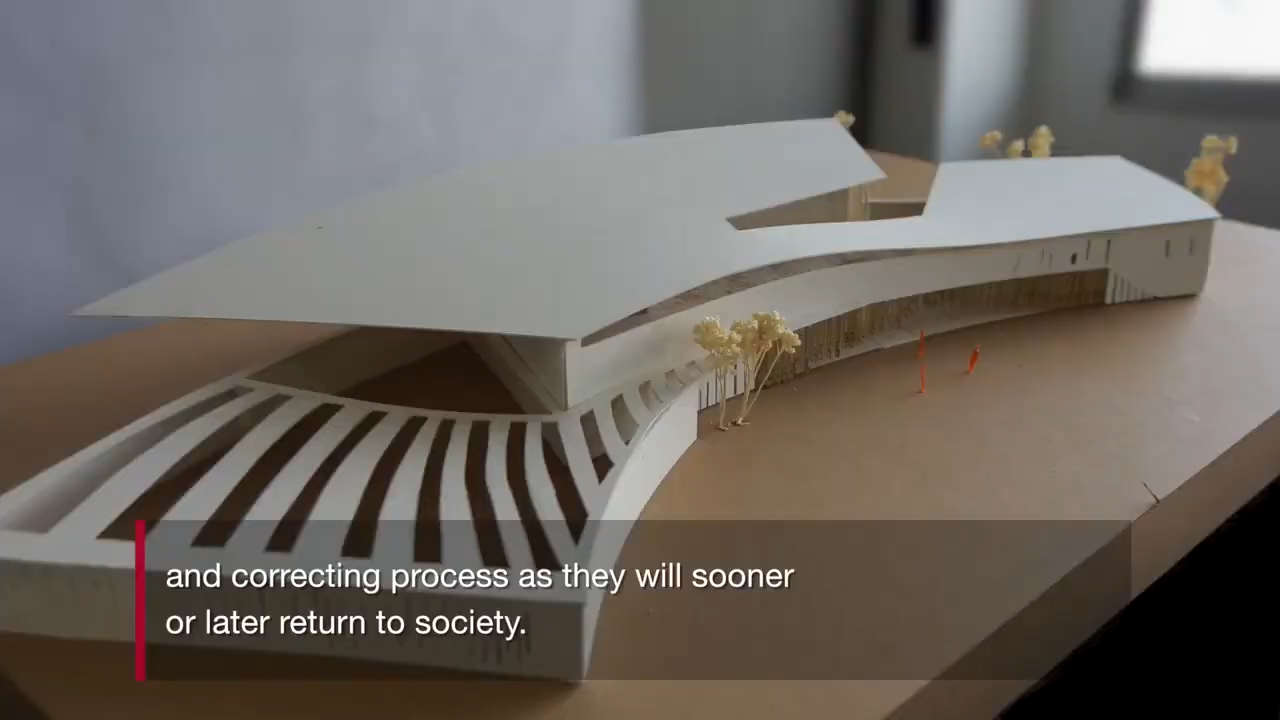 and correcting process as they will sooner
or later return to society.